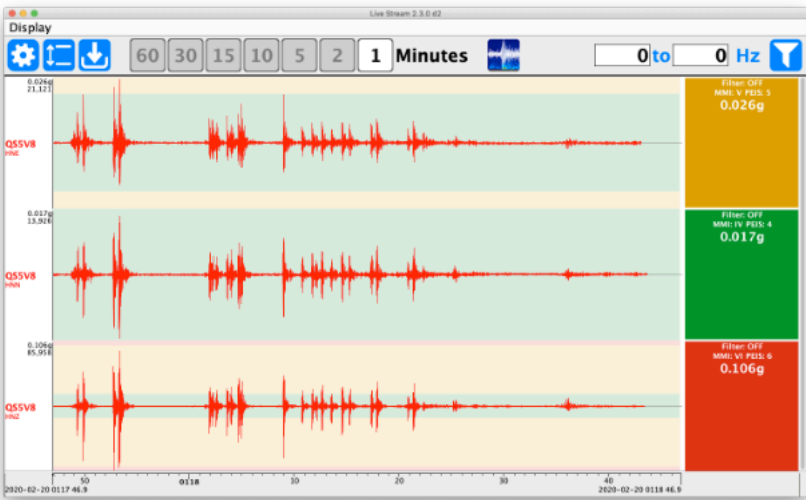 Live Stream 2.3.0 d2
Display
60 30 15 10 5 2 1 Minutes 0 to 0 Hz
0.026g
21,121
QS5V8
HNE
Filter: OFF
MMI: V PEIS: 5
0.026g
0.017g
13,926
QS5V8
HNN
Filter: OFF
MMI: IV PEIS: 4
0.017g
0.106g
85,958
QS5V8
HNZ
Filter: OFF
MMI: VI PEIS: 6
0.106g
50 0118 10 20 30 40
2020-02-20 0117 46.9 2020-02-20 0118 46.9